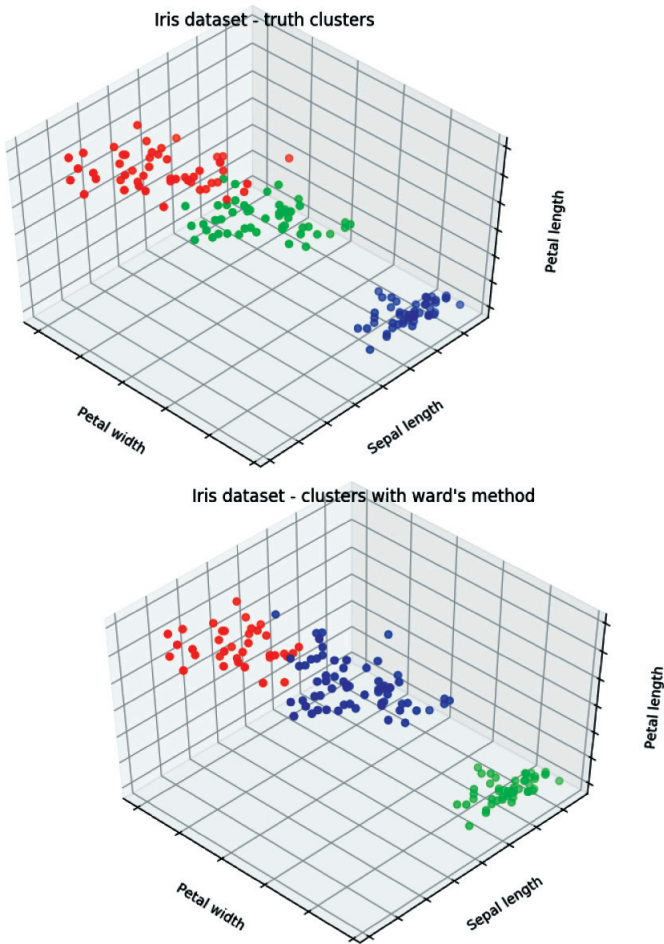 Iris dataset - truth clusters
Petal length
Petal width
Sepal length
Iris dataset - clusters with ward's method
Petal length
Petal width
Sepal length